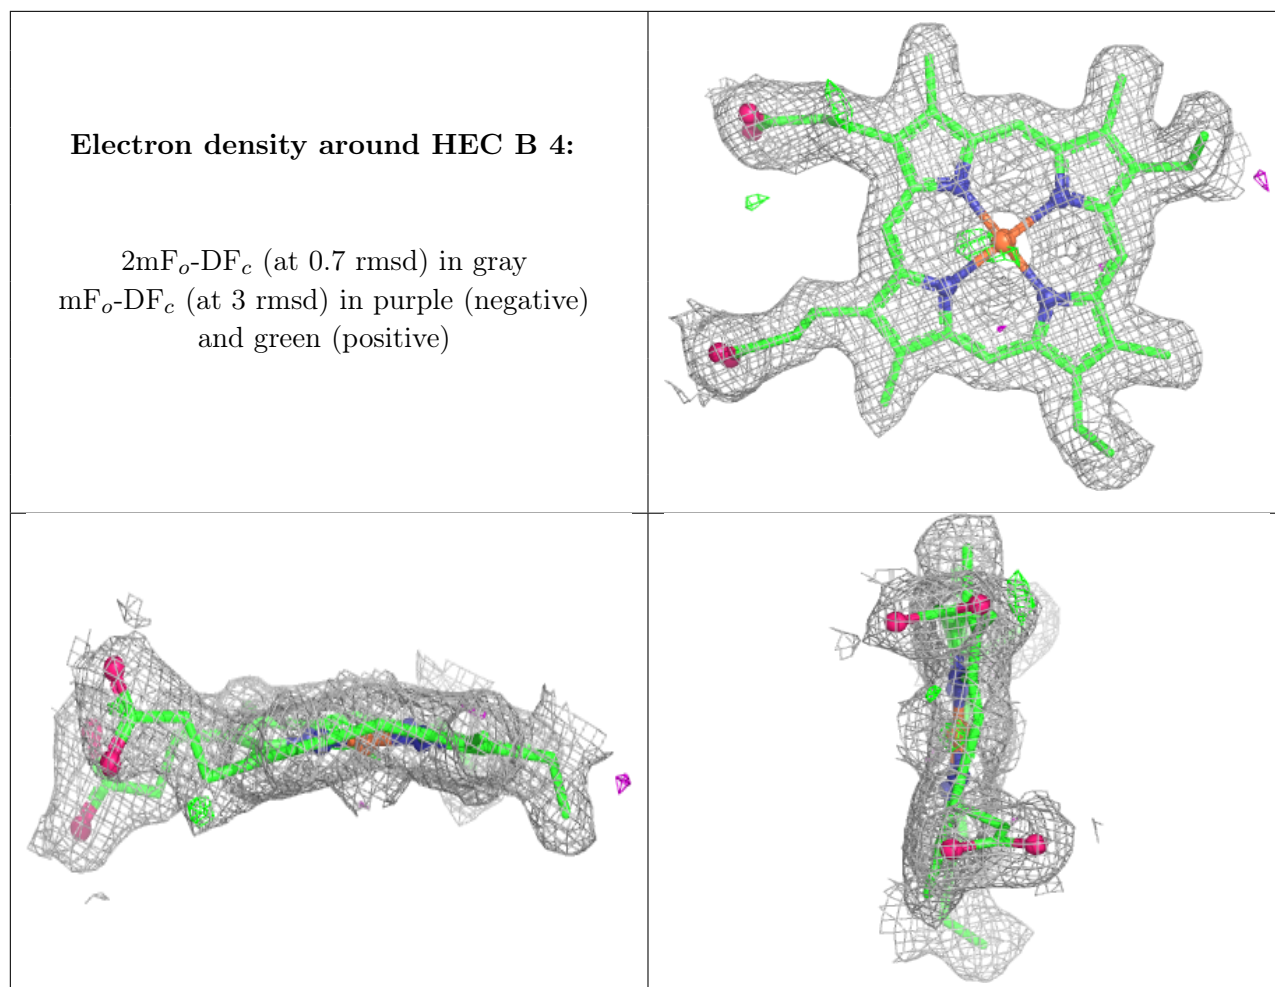 Electron density around HEC B 4:
2mFo-DFc (at 0.7 rmsd) in gray
mFo-DFc (at 3 rmsd) in purple (negative)
and green (positive)